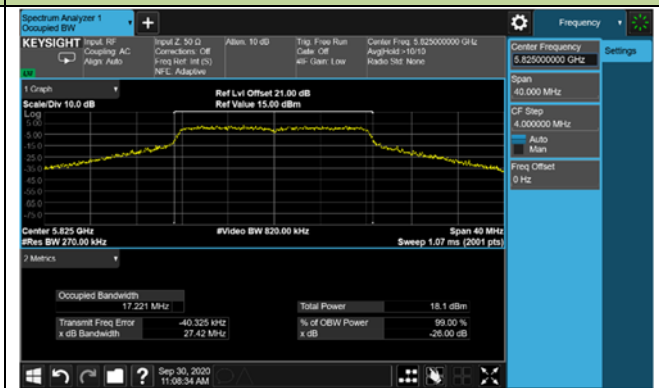 Spectrum Analyzer 1
Occupied BW
+
Frequency
KEYSIGHT
Input: RF
Coupling: AC
Align: Auto
Input Z: 50 Ω
Corrections: Off
Freq Ref: Int (S)
NFE: Adaptive
Atten: 10 dB
Trig: Free Run
Gate: Off
#IF Gain: Low
Center Freq: 5.825000000 GHz
Avg|Hold:>10/10
Radio Std: None
Center Frequency
5.825000000 GHz
Settings
Span
40.000 MHz
CF Step
4.000000 MHz
Auto
Man
Freq Offset
0 Hz
1 Graph
Scale/Div 10.0 dB
Ref Lvl Offset 21.00 dB
Ref Value 15.00 dBm
Log
5.00
-5.00
-15.0
-25.0
-35.0
-45.0
-55.0
-65.0
-75.0
Center 5.825 GHz
#Video BW 820.00 kHz
Span 40 MHz
#Res BW 270.00 kHz
Sweep 1.07 ms (2001 pts)
2 Metrics
Occupied Bandwidth
17.221 MHz
Total Power
18.1 dBm
Transmit Freq Error
-40.325 kHz
% of OBW Power
99.00 %
x dB Bandwidth
27.42 MHz
x dB
-26.00 dB
?
Sep 30, 2020
11:08:34 AM